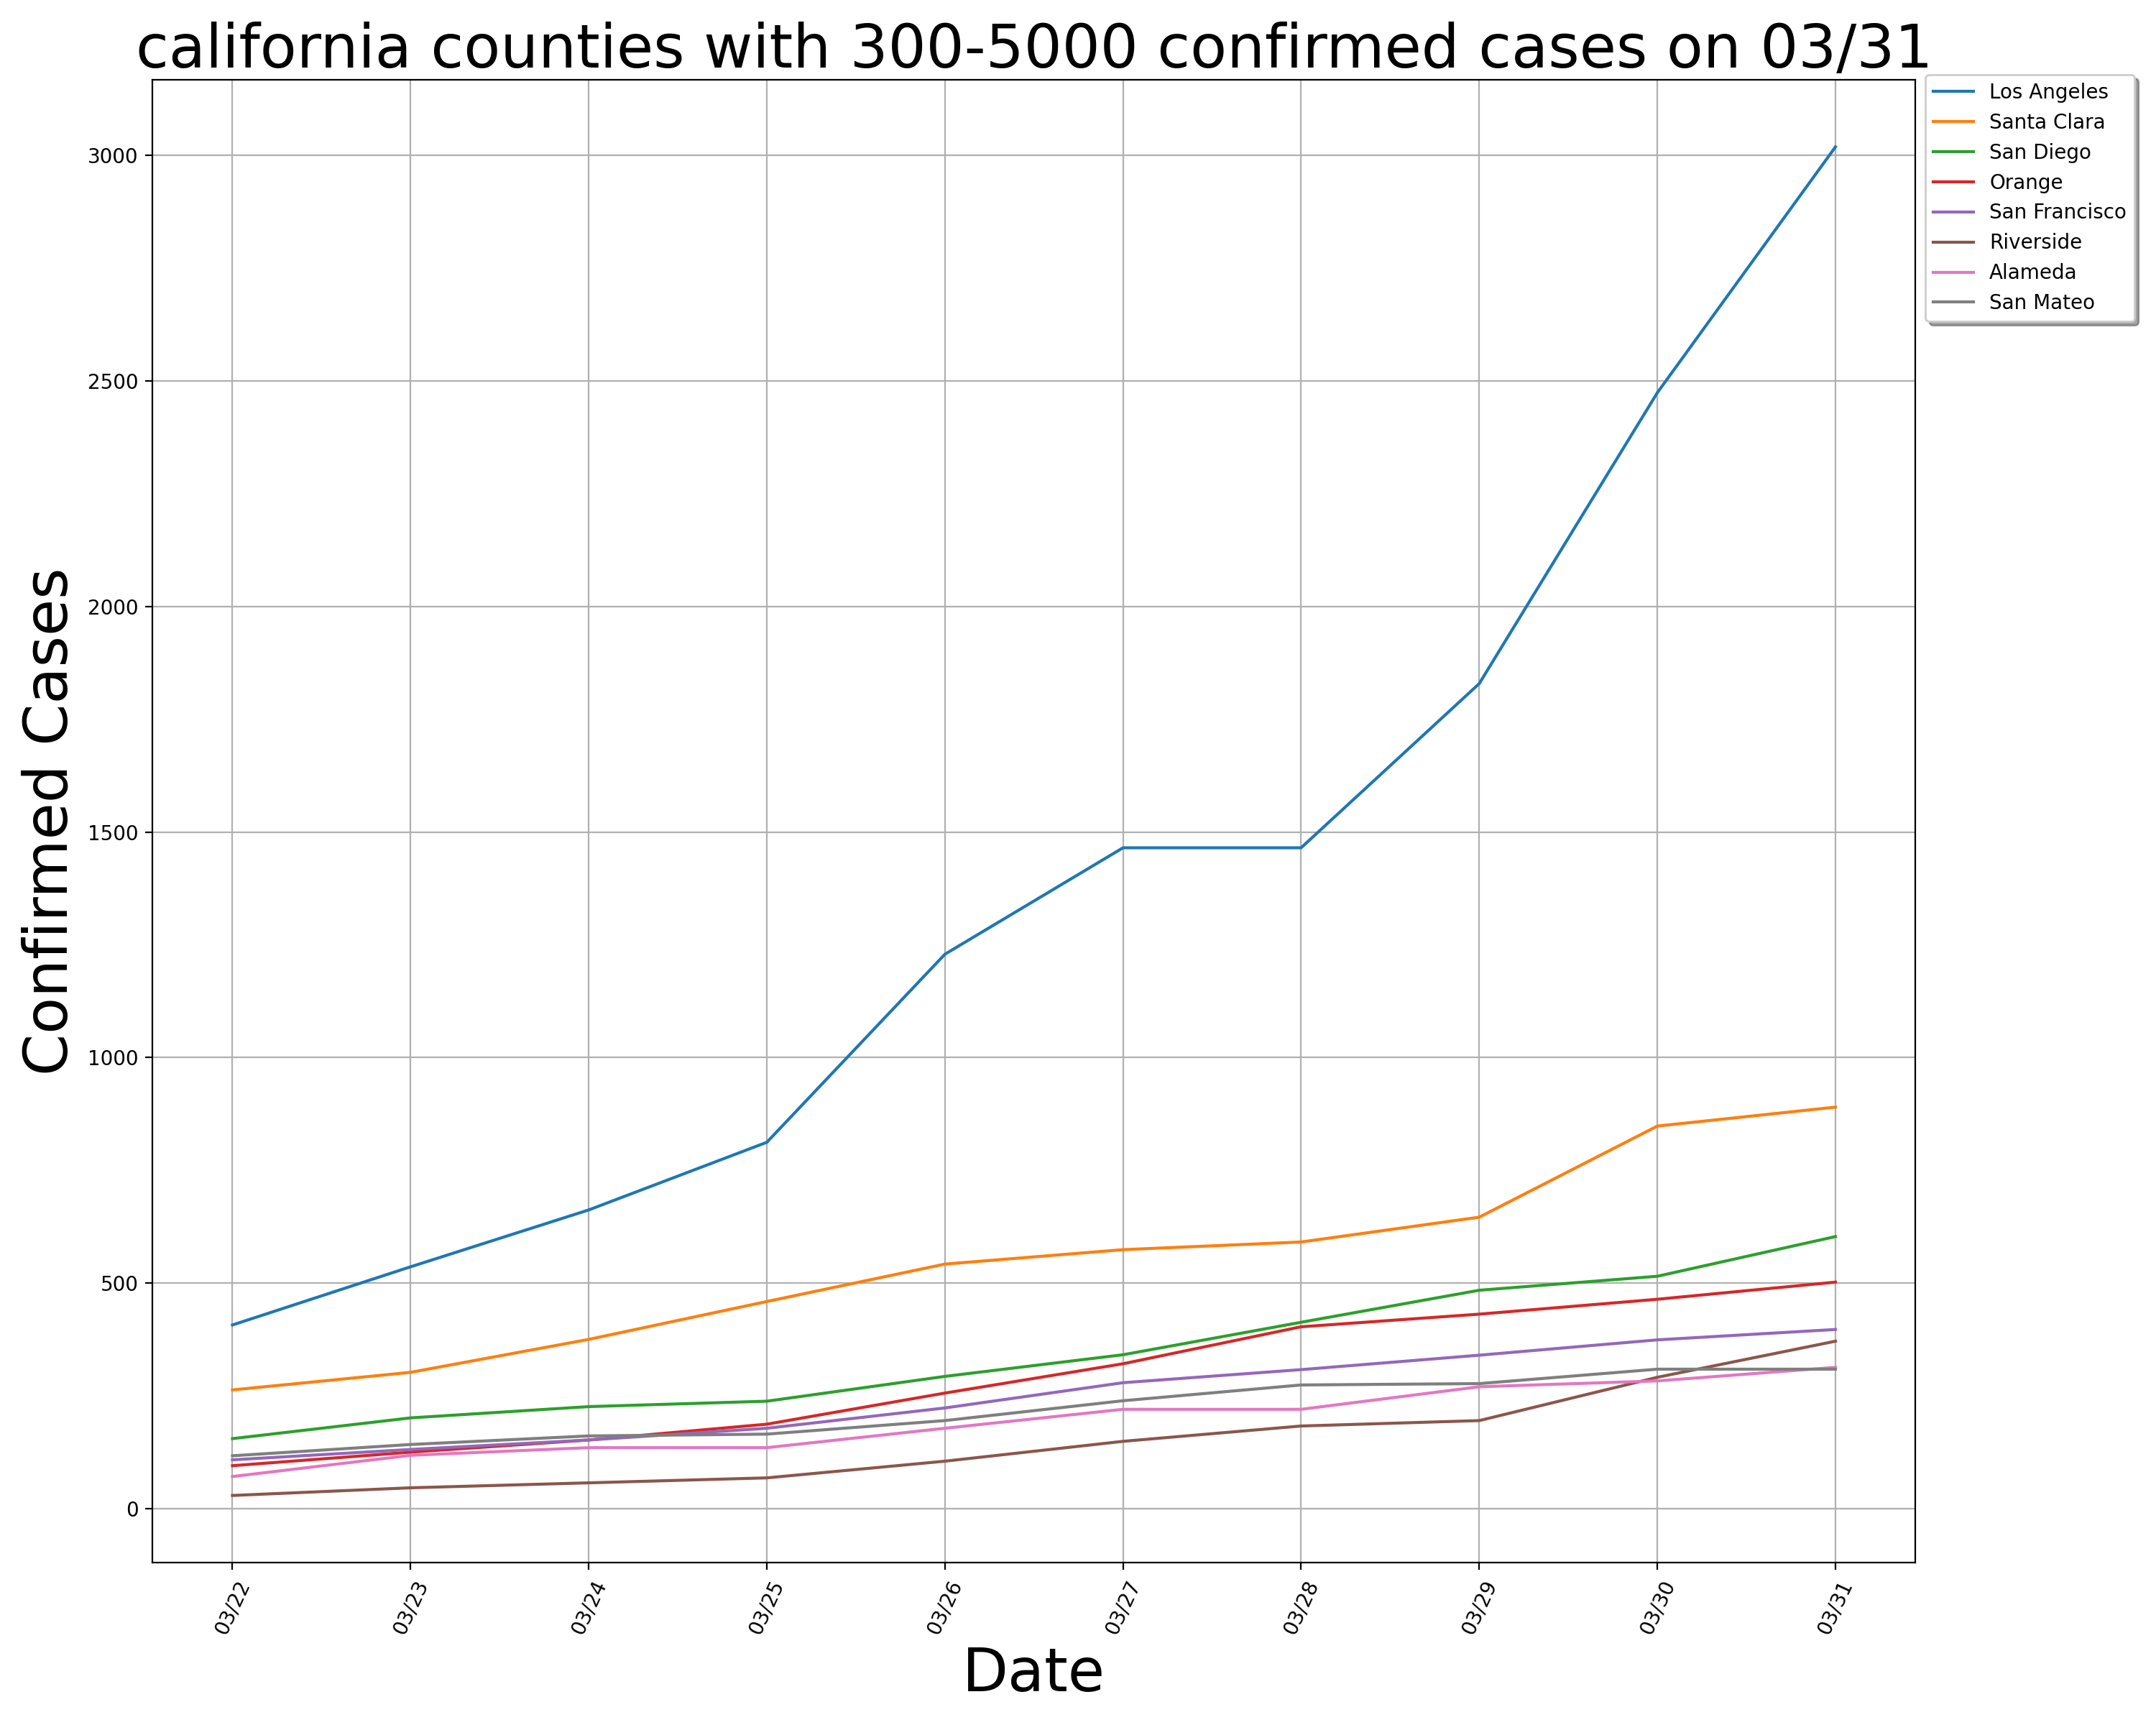 california counties with 300-5000 confirmed cases on 03/31
Los Angeles
Santa Clara
San Diego
Orange
San Francisco
Riverside
Alameda
San Mateo
Confirmed Cases
3000
2500
2000
1500
1000
500
0
03/22
03/23
03/24
03/25
03/26
03/27
03/28
03/29
03/30
03/31
Date